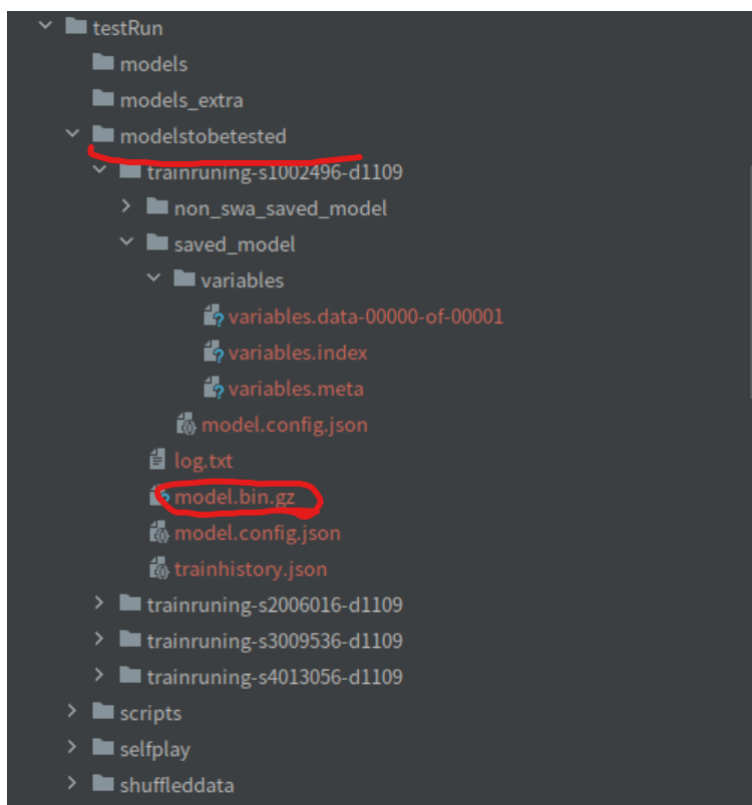 testRun
models
models_extra
modelstobetested
trainruning-s1002496-d1109
non_swa_saved_model
saved_model
variables
variables.data-00000-of-00001
variables.index
variables.meta
model.config.json
log.txt
model.bin.gz
model.config.json
trainhistory.json
trainruning-s2006016-d1109
trainruning-s3009536-d1109
trainruning-s4013056-d1109
scripts
selfplay
shuffleddata